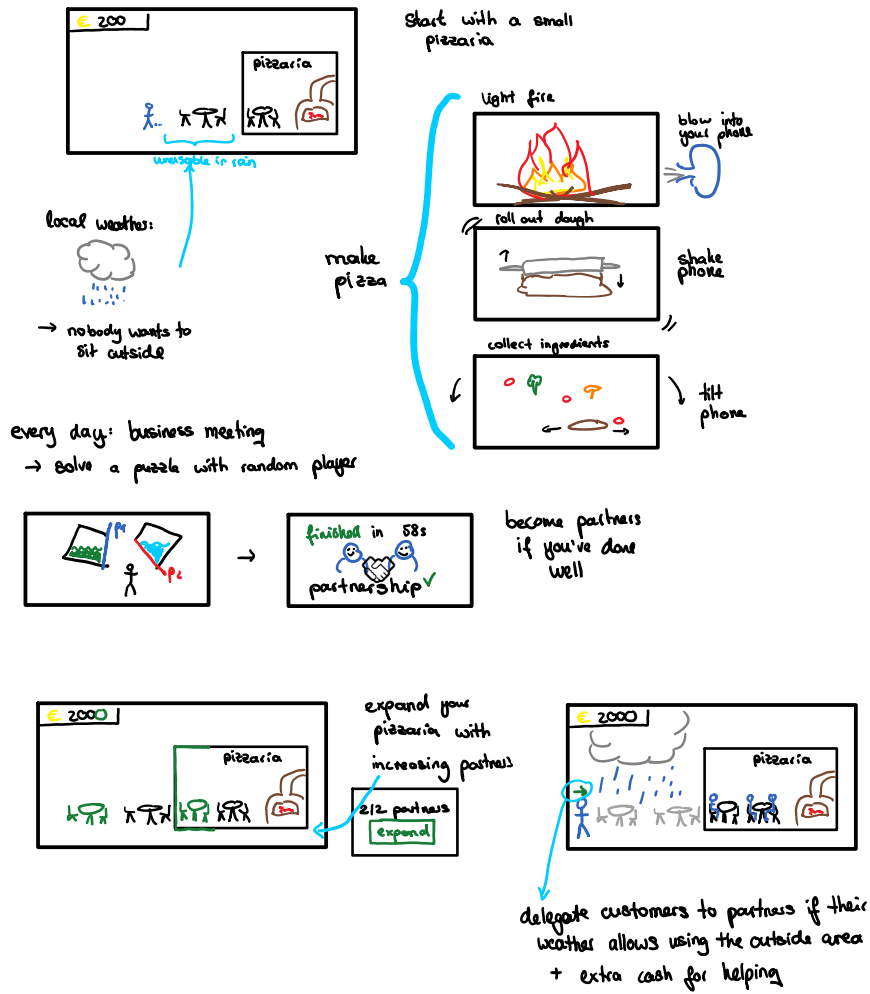 € 200
Start with a small
pizzaria
pizzaria
unusable in rain
local weather:
→ nobody wants to
sit outside
make
pizza
light fire
blow into
your phone
roll out dough
shake
phone
collect ingredients
tilt
phone
every day: business meeting
→ solve a puzzle with random player
P1
P2
→
finished in 58s
partnership ✓
become partners
if you've done
well
€ 2000
pizzaria
expand your
pizzaria with
increasing partners
2/2 partners
expand
€ 2000
pizzaria
delegate customers to partners if their
weather allows using the outside area
+ extra cash for helping